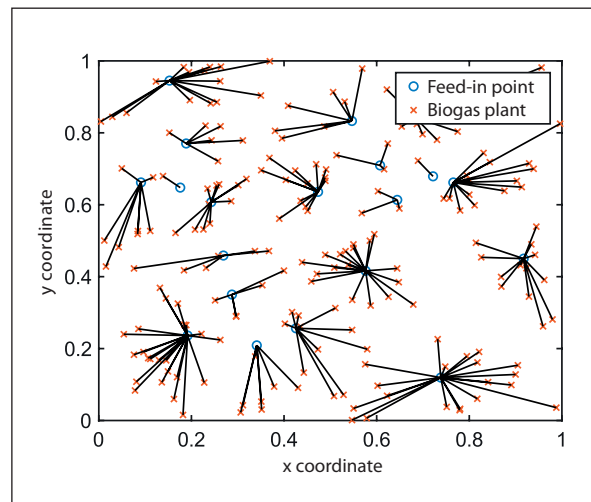 1
Feed-in point
Biogas plant
0.8
0.6
y coordinate
0.4
0.2
0
0 0.2 0.4 0.6 0.8 1
x coordinate